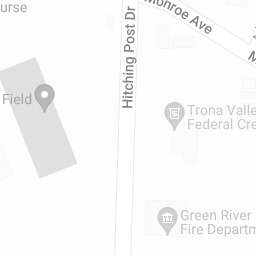 urse
Monroe Ave
Hitching Post Dr
Field
Trona Valle
Federal Cre
Green River
Fire Departm